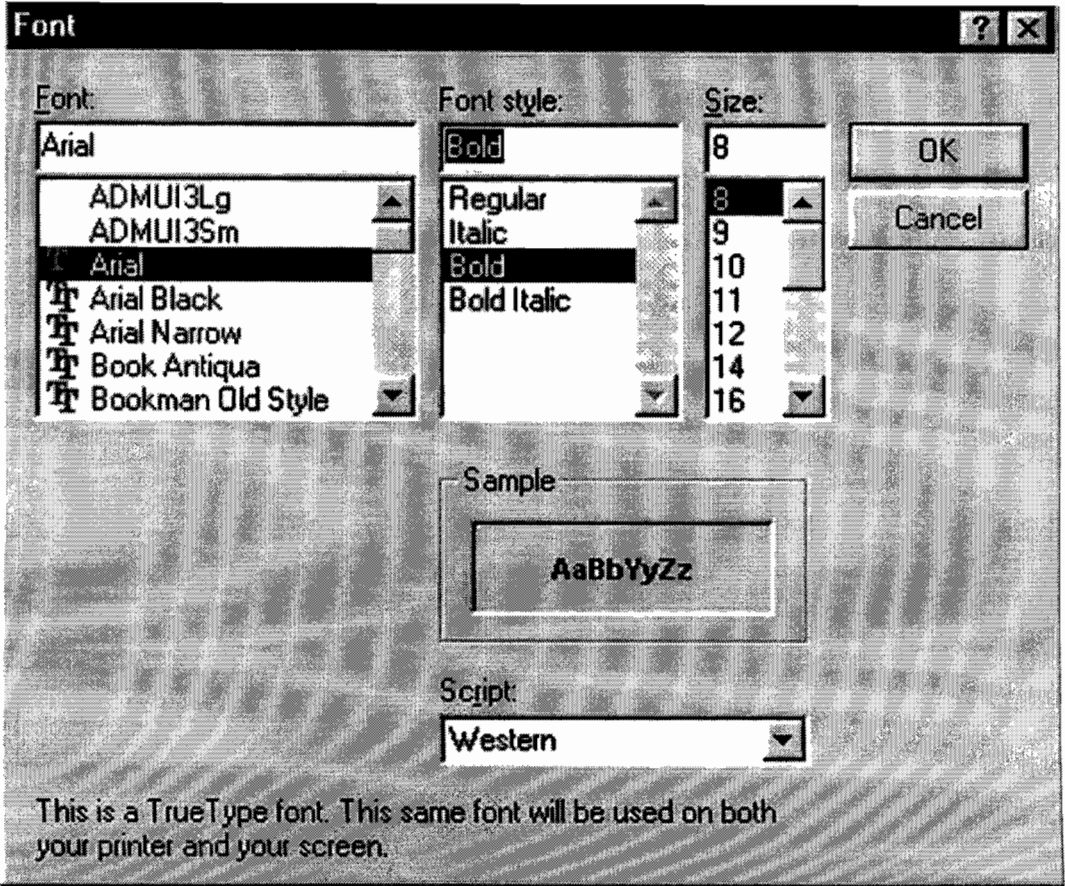 Font
Font:
Arial
ADMUI3Lg
ADMUI3Sm
Arial
Arial Black
Arial Narrow
Book Antiqua
Bookman Old Style
Font style:
Bold
Regular
Italic
Bold
Bold Italic
Size:
8
8
9
10
11
12
14
16
OK
Cancel
Sample
AaBbYyZz
Script:
Western
This is a TrueType font. This same font will be used on both
your printer and your screen.